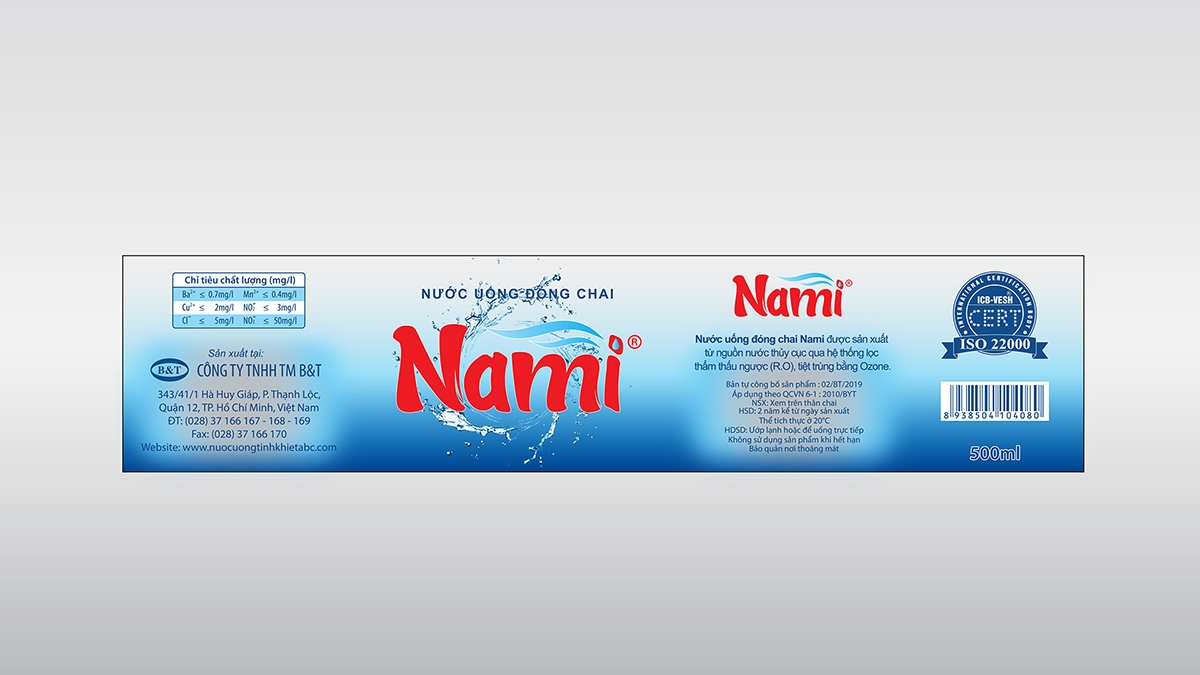 Chỉ tiêu chất lượng (mg/l)
Ba²⁺ ≤ 0.7mg/l Mn²⁺ ≤ 0.4mg/l
Cu²⁺ ≤ 2mg/l NO₂⁻ ≤ 3mg/l
Cl⁻ ≤ 5mg/l NO₃⁻ ≤ 50mg/l
Sản xuất tại:
B&T CÔNG TY TNHH TM B&T
343/41/1 Hà Huy Giáp, P. Thạnh Lộc,
Quận 12, TP. Hồ Chí Minh, Việt Nam
ĐT: (028) 37 166 167 - 168 - 169
Fax: (028) 37 166 170
Website: www.nuocuongtinhkhietabc.com
NƯỚC UỐNG ĐÓNG CHAI
Nami®
Nami®
Nước uống đóng chai Nami được sản xuất
từ nguồn nước thủy cục qua hệ thống lọc
thẩm thấu ngược (R.O), tiệt trùng bằng Ozone.
Bản tự công bố sản phẩm : 02/BT/2019
Áp dụng theo QCVN 6-1 : 2010/BYT
NSX: Xem trên thân chai
HSD: 2 năm kể từ ngày sản xuất
Thể tích thực ở 20°C
HDSD: Ướp lạnh hoặc để uống trực tiếp
Không sử dụng sản phẩm khi hết hạn
Bảo quản nơi thoáng mát
INTERNATIONAL CERTIFICATION BODY
ICB-VESH
CERT
ISO 22000
8 938504 104080
500ml